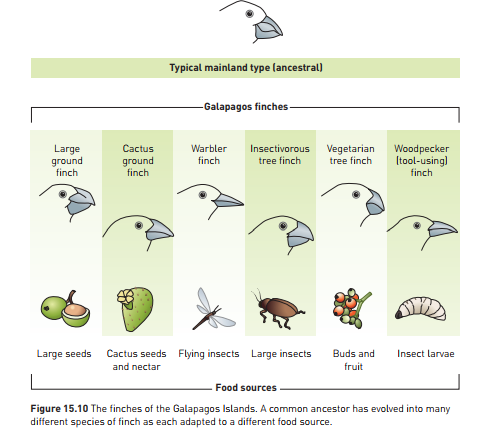 Typical mainland type (ancestral)
Galapagos finches
Large
ground
finch
Cactus
ground
finch
Warbler
finch
Insectivorous
tree finch
Vegetarian
tree finch
Woodpecker
(tool-using)
finch
Large seeds
Cactus seeds
and nectar
Flying insects
Large insects
Buds and
fruit
Insect larvae
Food sources
Figure 15.10 The finches of the Galapagos Islands. A common ancestor has evolved into many
different species of finch as each adapted to a different food source.